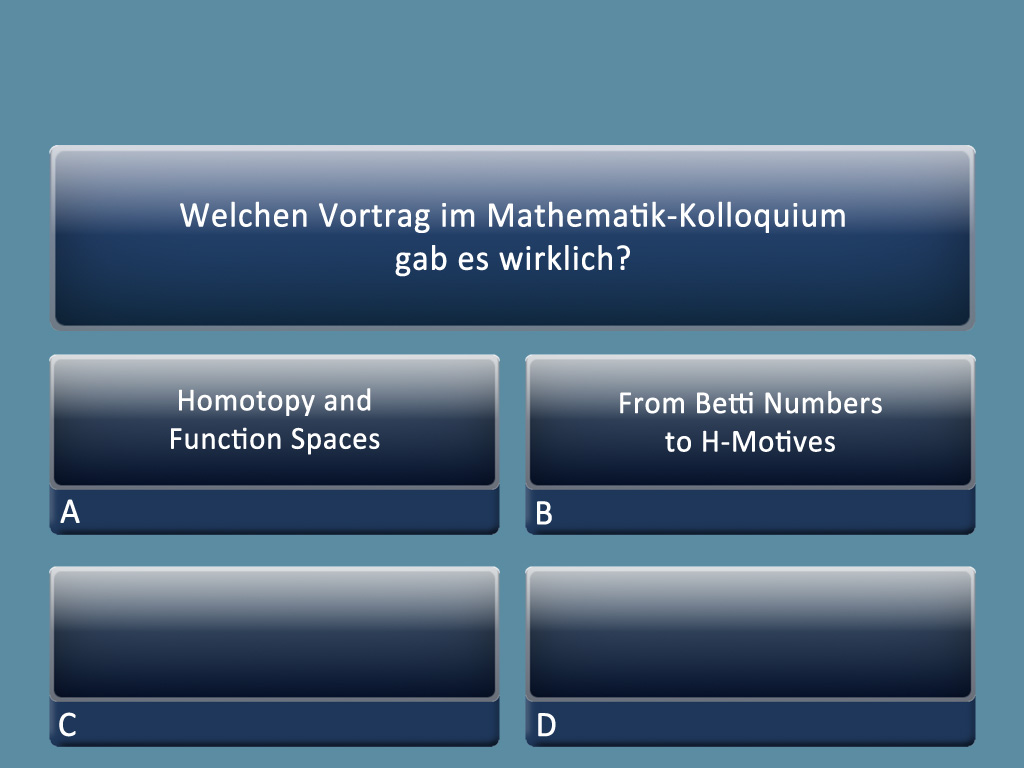 Welchen Vortrag im Mathematik-Kolloquium
gab es wirklich?
Homotopy and
Function Spaces
A
From Betti Numbers
to H-Motives
B
C
D